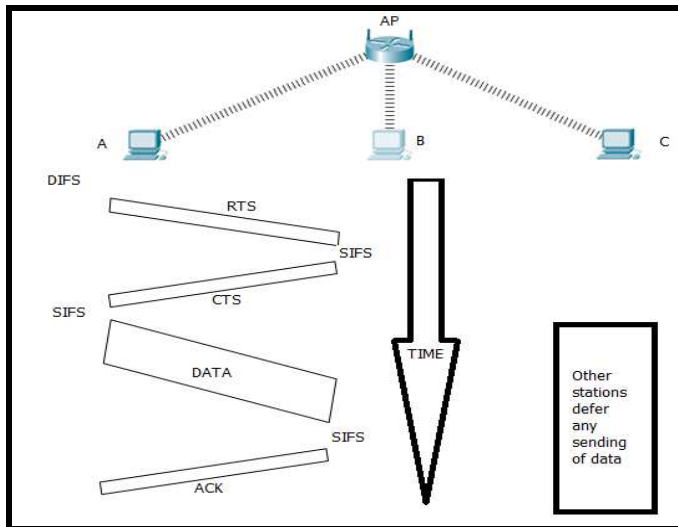 AP
A
B
C
DIFS
RTS
SIFS
CTS
SIFS
DATA
TIME
SIFS
ACK
Other
stations
defer
any
sending
of data